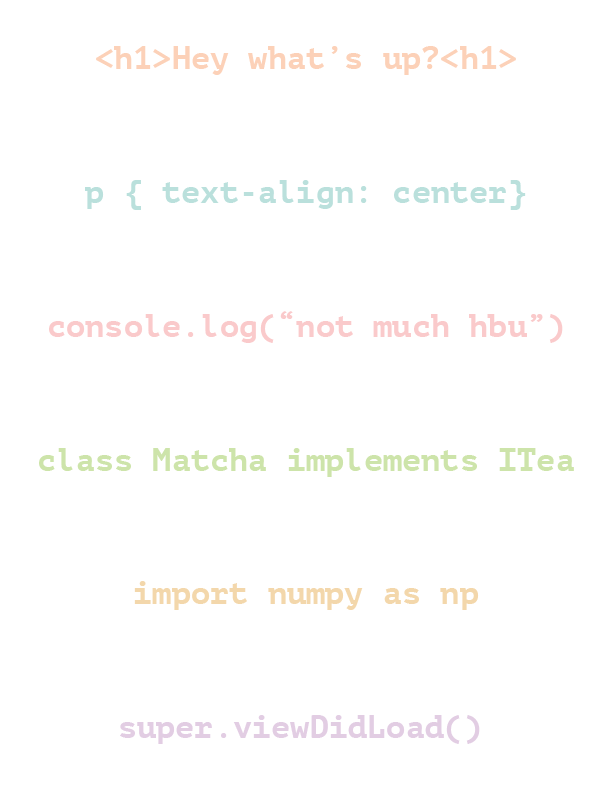 <h1>Hey what’s up?<h1>
p { text-align: center}
console.log(“not much hbu”)
class Matcha implements ITea
import numpy as np
super.viewDidLoad()